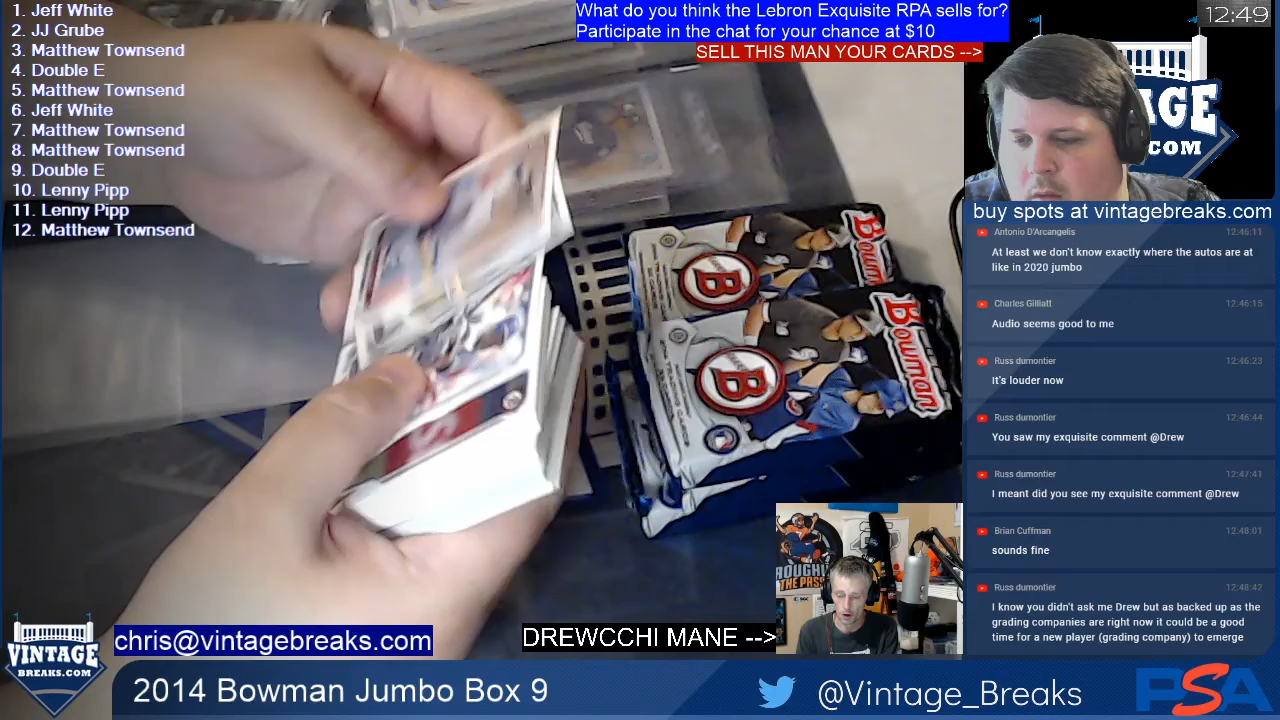 1. Jeff White
2. JJ Grube
3. Matthew Townsend
4. Double E
5. Matthew Townsend
6. Jeff White
7. Matthew Townsend
8. Matthew Townsend
9. Double E
10. Lenny Pipp
11. Lenny Pipp
12. Matthew Townsend
What do you think the Lebron Exquisite RPA sells for?
Participate in the chat for your chance at $10
SELL THIS MAN YOUR CARDS -->
12:49
buy spots at vintagebreaks.com
Antonio D'Arcangelis 12:46:11
At least we don't know exactly where the autos are at
like in 2020 jumbo
Charles Gilliatt 12:46:15
Audio seems good to me
Russ dumontier 12:46:23
It's louder now
Russ dumontier 12:46:44
You saw my exquisite comment @Drew
Russ dumontier 12:47:41
I meant did you see my exquisite comment @Drew
Brian Cuffman 12:48:01
sounds fine
Russ dumontier 12:48:42
I know you didn't ask me Drew but as backed up as the
grading companies are right now it could be a good
time for a new player (grading company) to emerge
Bowman
B
Bowman
B
THE PASS
DREWCCHI MANE -->
chris@vintagebreaks.com
VINTAGE
BREAKS.COM
2014 Bowman Jumbo Box 9
@Vintage_Breaks
PSA